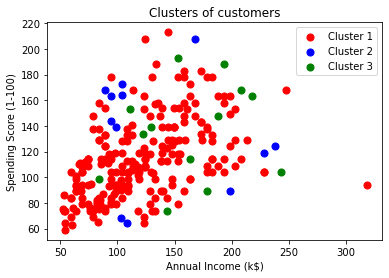 Clusters of customers
220
200
180
160
140
120
100
80
60
Spending Score (1-100)
Cluster 1
Cluster 2
Cluster 3
50
100
150
200
250
300
Annual Income (k$)